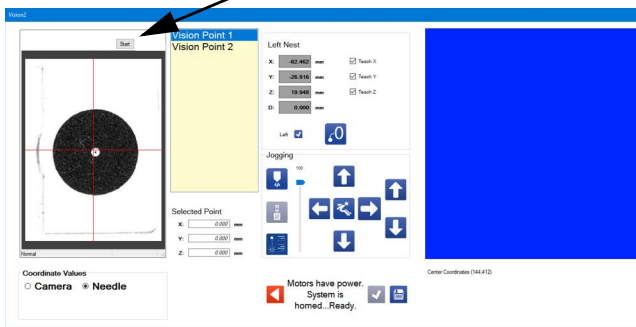 Vision2
Start
Vision Point 1
Vision Point 2
Normal
Coordinate Values
Camera Needle
Selected Point
X: 0.000 mm
Y: 0.000 mm
Z: 0.000 mm
Left Nest
X: -62.462 mm Teach X
Y: -26.916 mm Teach Y
Z: 19.948 mm Teach Z
D: 0.000 mm
Left
0
Jogging
100
Motors have power.
System is
homed...Ready.
Center Coordinates (144,412)